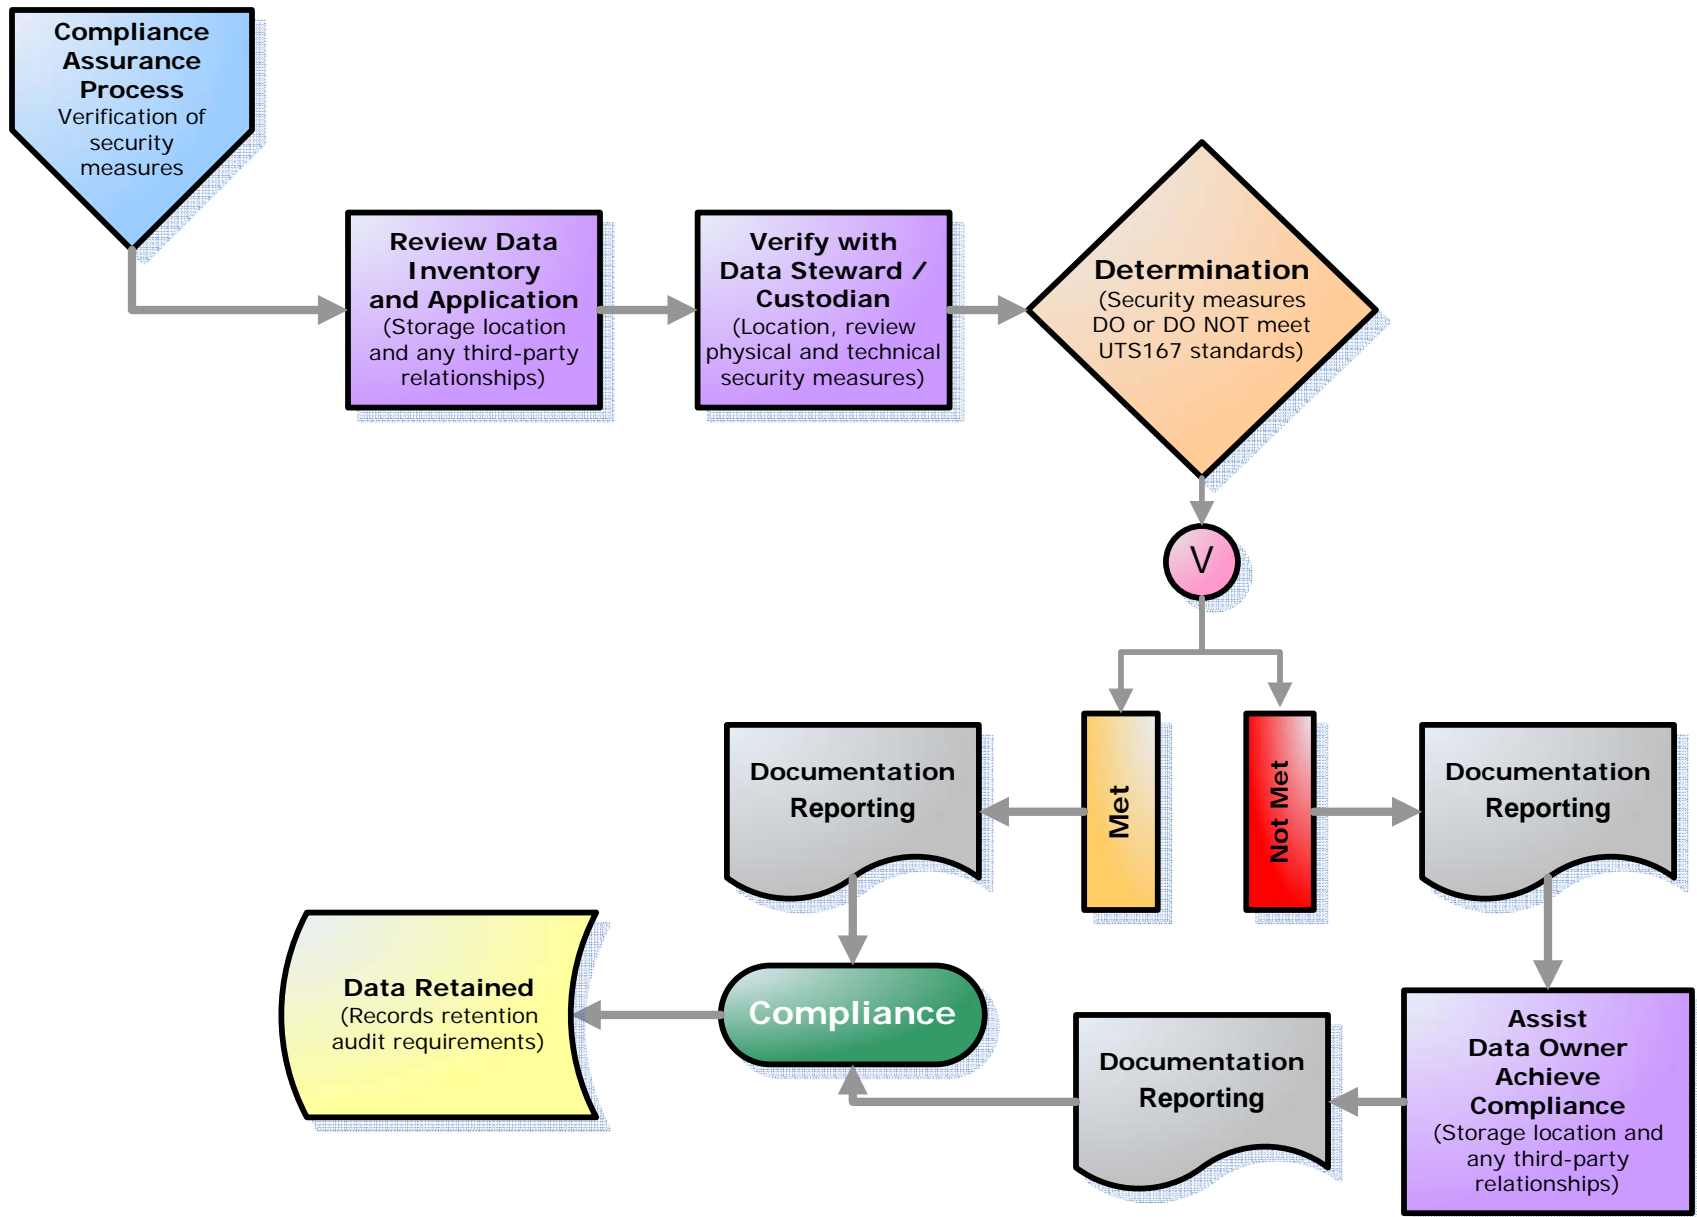 Compliance
Assurance
Process
Verification of
security
measures
Review Data
Inventory
and Application
(Storage location
and any third-party
relationships)
Verify with
Data Steward /
Custodian
(Location, review
physical and technical
security measures)
Determination
(Security measures
DO or DO NOT meet
UTS167 standards)
V
Met
Not Met
Documentation
Reporting
Documentation
Reporting
Compliance
Data Retained
(Records retention
audit requirements)
Documentation
Reporting
Assist
Data Owner
Achieve
Compliance
(Storage location and
any third-party
relationships)